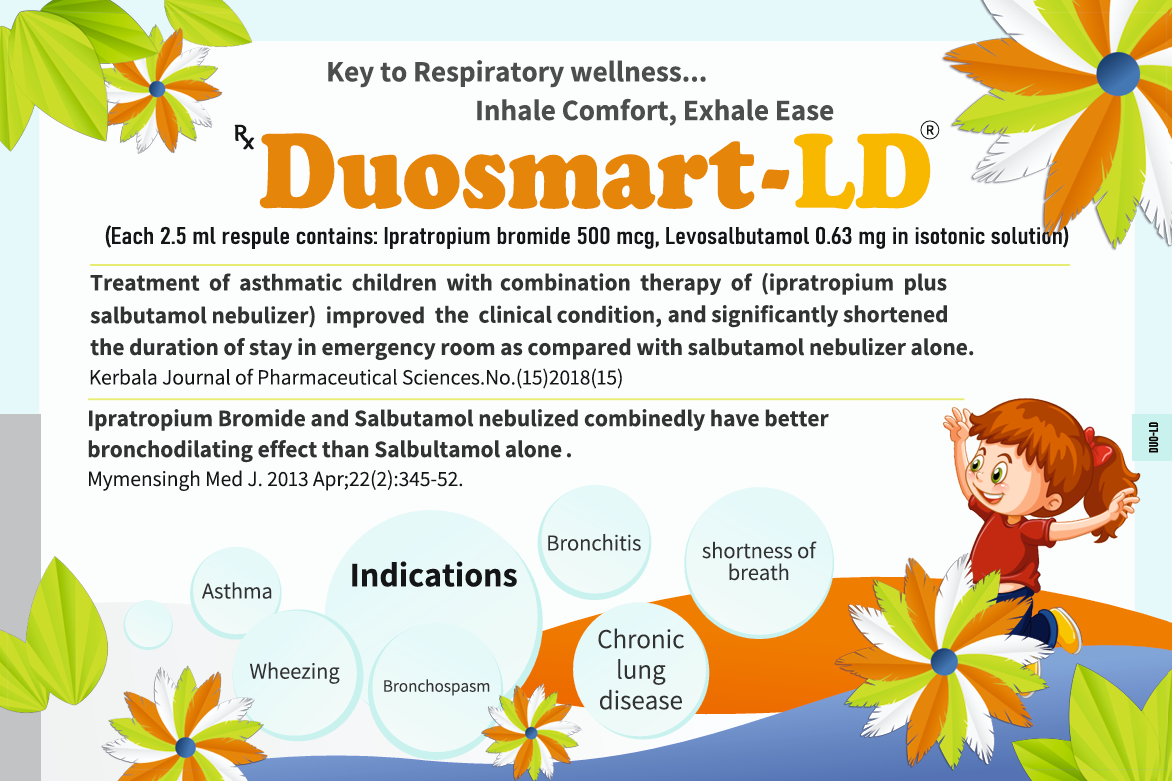 Key to Respiratory wellness...
Inhale Comfort, Exhale Ease
Rx Duosmart-LD®
(Each 2.5 ml respule contains: Ipratropium bromide 500 mcg, Levosalbutamol 0.63 mg in isotonic solution)
Treatment of asthmatic children with combination therapy of (ipratropium plus
salbutamol nebulizer) improved the clinical condition, and significantly shortened
the duration of stay in emergency room as compared with salbutamol nebulizer alone.
Kerbala Journal of Pharmaceutical Sciences.No.(15)2018(15)
Ipratropium Bromide and Salbutamol nebulized combinedly have better
bronchodilating effect than Salbultamol alone .
Mymensingh Med J. 2013 Apr;22(2):345-52.
DUO-LD
Indications
Asthma
Wheezing
Bronchospasm
Bronchitis
Chronic
lung
disease
shortness of
breath